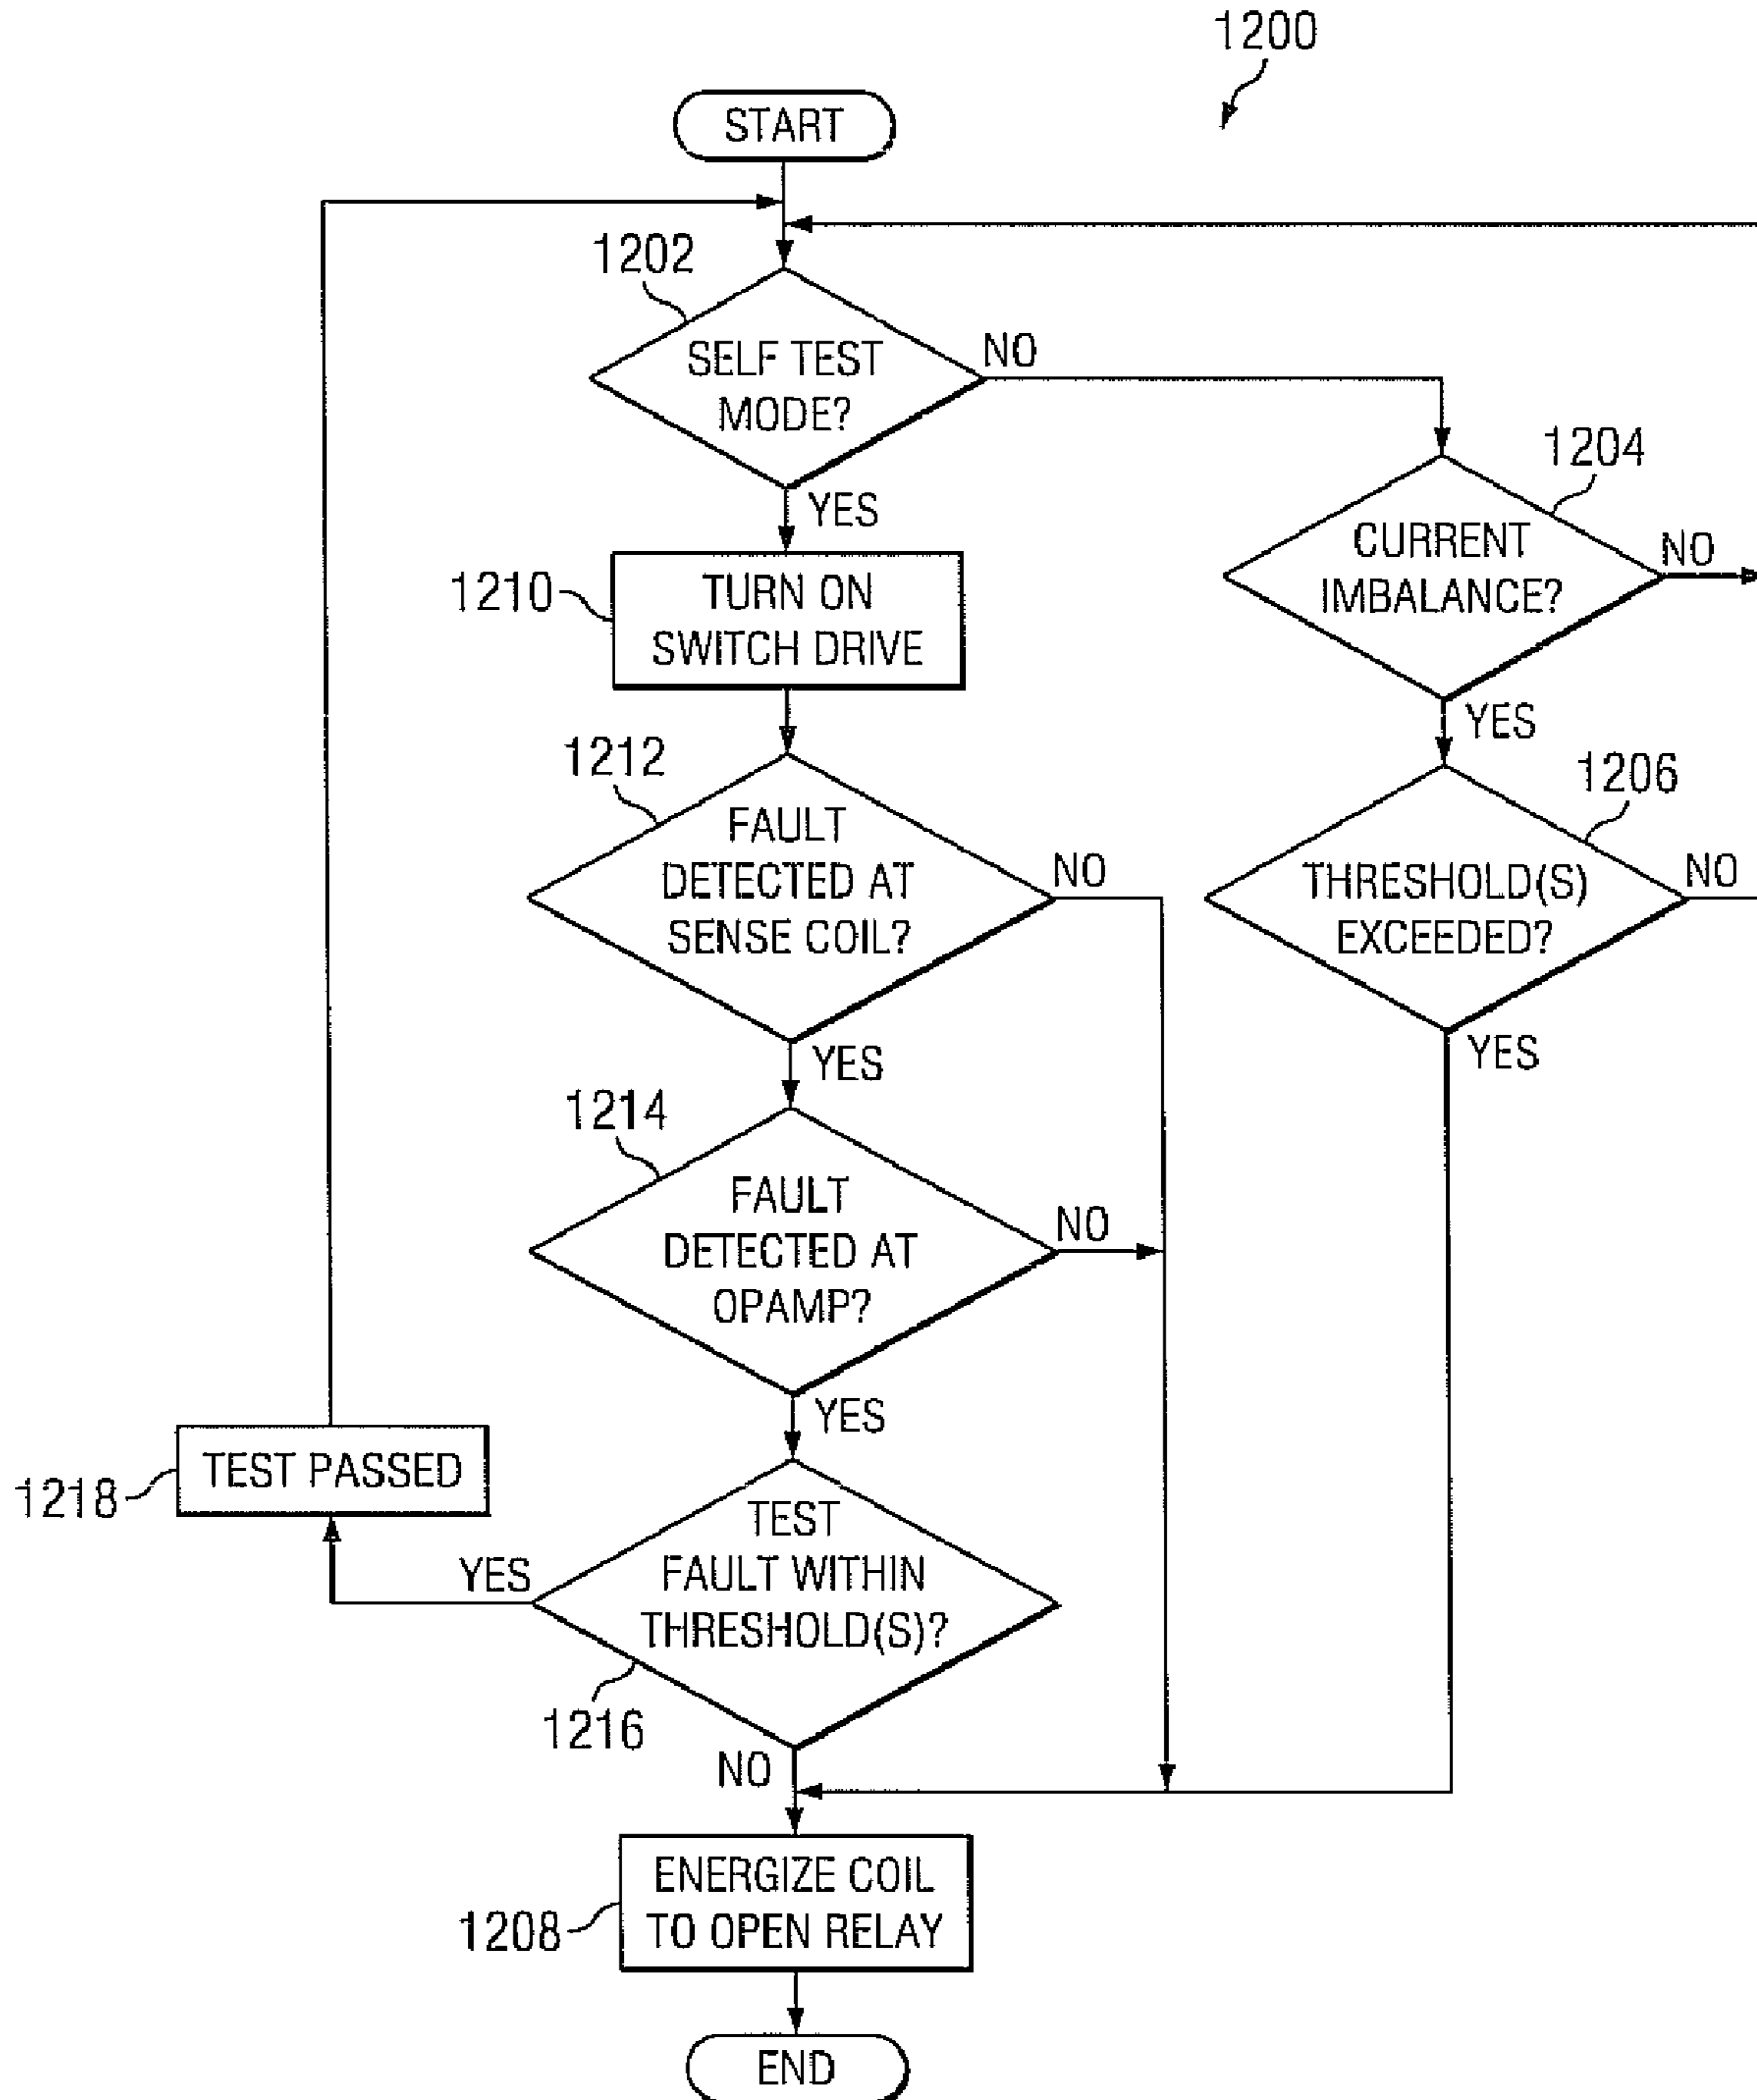 1200
START
1202
SELF TEST
MODE?
NO
YES
1204
CURRENT
IMBALANCE?
NO
YES
1210
TURN ON
SWITCH DRIVE
1212
FAULT
DETECTED AT
SENSE COIL?
NO
YES
1206
THRESHOLD(S)
EXCEEDED?
NO
YES
1214
FAULT
DETECTED AT
OPAMP?
NO
YES
1218
TEST PASSED
YES
TEST
FAULT WITHIN
THRESHOLD(S)?
1216
NO
1208
ENERGIZE COIL
TO OPEN RELAY
END